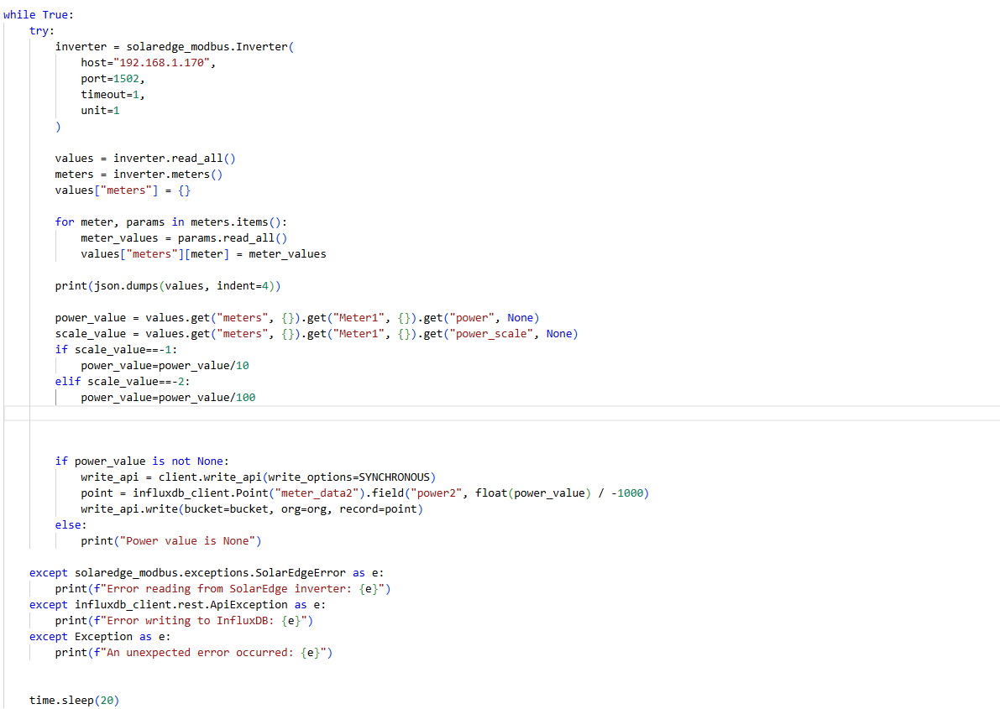 while True:
    try:
        inverter = solaredge_modbus.Inverter(
            host="192.168.1.170",
            port=1502,
            timeout=1,
            unit=1
        )

        values = inverter.read_all()
        meters = inverter.meters()
        values["meters"] = {}

        for meter, params in meters.items():
            meter_values = params.read_all()
            values["meters"][meter] = meter_values

        print(json.dumps(values, indent=4))

        power_value = values.get("meters", {}).get("Meter1", {}).get("power", None)
        scale_value = values.get("meters", {}).get("Meter1", {}).get("power_scale", None)
        if scale_value==-1:
            power_value=power_value/10
        elif scale_value==-2:
            power_value=power_value/100

        if power_value is not None:
            write_api = client.write_api(write_options=SYNCHRONOUS)
            point = influxdb_client.Point("meter_data2").field("power2", float(power_value) / -1000)
            write_api.write(bucket=bucket, org=org, record=point)
        else:
            print("Power value is None")

    except solaredge_modbus.exceptions.SolarEdgeError as e:
        print(f"Error reading from SolarEdge inverter: {e}")
    except influxdb_client.rest.ApiException as e:
        print(f"Error writing to InfluxDB: {e}")
    except Exception as e:
        print(f"An unexpected error occurred: {e}")

    time.sleep(20)